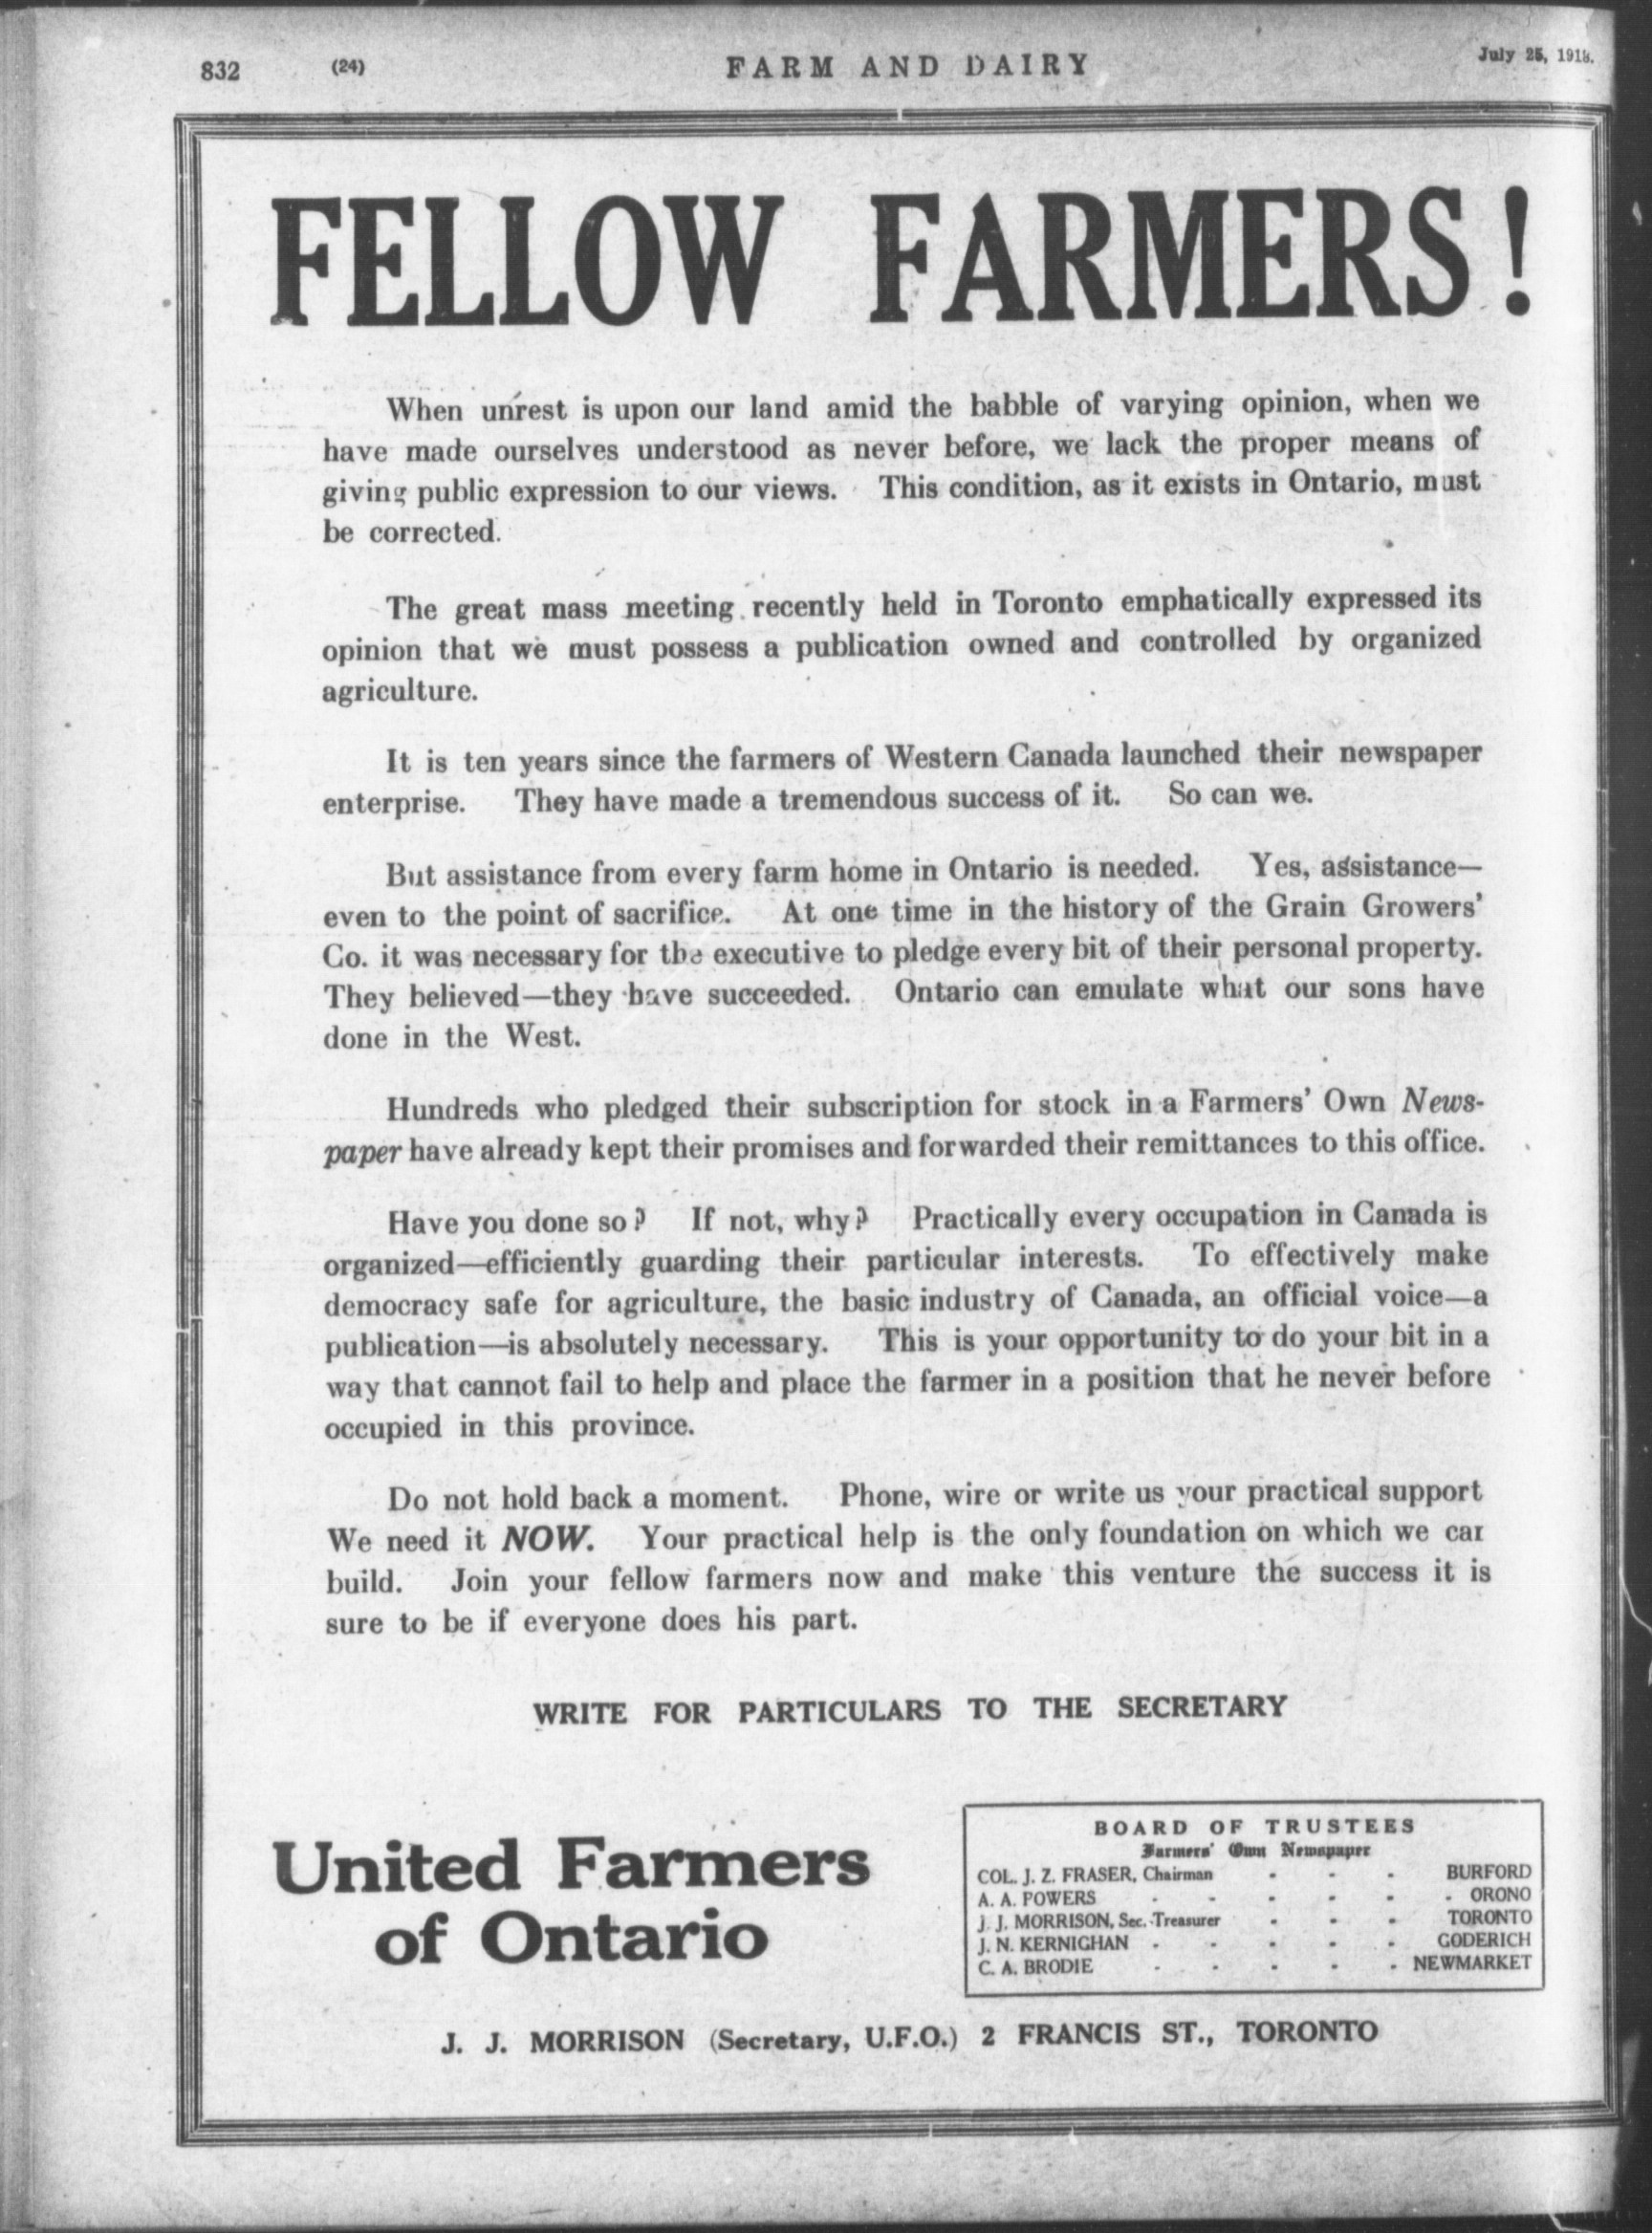 832 (24) FARM AND DAIRY July 25, 1918.
FELLOW FARMERS!
When unrest is upon our land amid the babble of varying opinion, when we
have made ourselves understood as never before, we lack the proper means of
giving public expression to our views. This condition, as it exists in Ontario, must
be corrected.
The great mass meeting recently held in Toronto emphatically expressed its
opinion that we must possess a publication owned and controlled by organized
agriculture.
It is ten years since the farmers of Western Canada launched their newspaper
enterprise. They have made a tremendous success of it. So can we.
But assistance from every farm home in Ontario is needed. Yes, assistance—
even to the point of sacrifice. At one time in the history of the Grain Growers'
Co. it was necessary for the executive to pledge every bit of their personal property.
They believed—they have succeeded. Ontario can emulate what our sons have
done in the West.
Hundreds who pledged their subscription for stock in a Farmers' Own News-
paper have already kept their promises and forwarded their remittances to this office.
Have you done so? If not, why? Practically every occupation in Canada is
organized—efficiently guarding their particular interests. To effectively make
democracy safe for agriculture, the basic industry of Canada, an official voice—a
publication—is absolutely necessary. This is your opportunity to do your bit in a
way that cannot fail to help and place the farmer in a position that he never before
occupied in this province.
Do not hold back a moment. Phone, wire or write us your practical support
We need it NOW. Your practical help is the only foundation on which we can
build. Join your fellow farmers now and make this venture the success it is
sure to be if everyone does his part.
WRITE FOR PARTICULARS TO THE SECRETARY
United Farmers
of Ontario
BOARD OF TRUSTEES
Farmers' Own Newspaper
COL. J. Z. FRASER, Chairman - - - BURFORD
A. A. POWERS - - - - - - ORONO
J. J. MORRISON, Sec.-Treasurer - - - TORONTO
J. N. KERNIGHAN - - - - - GODERICH
C. A. BRODIE - - - - - NEWMARKET
J. J. MORRISON (Secretary, U.F.O.) 2 FRANCIS ST., TORONTO